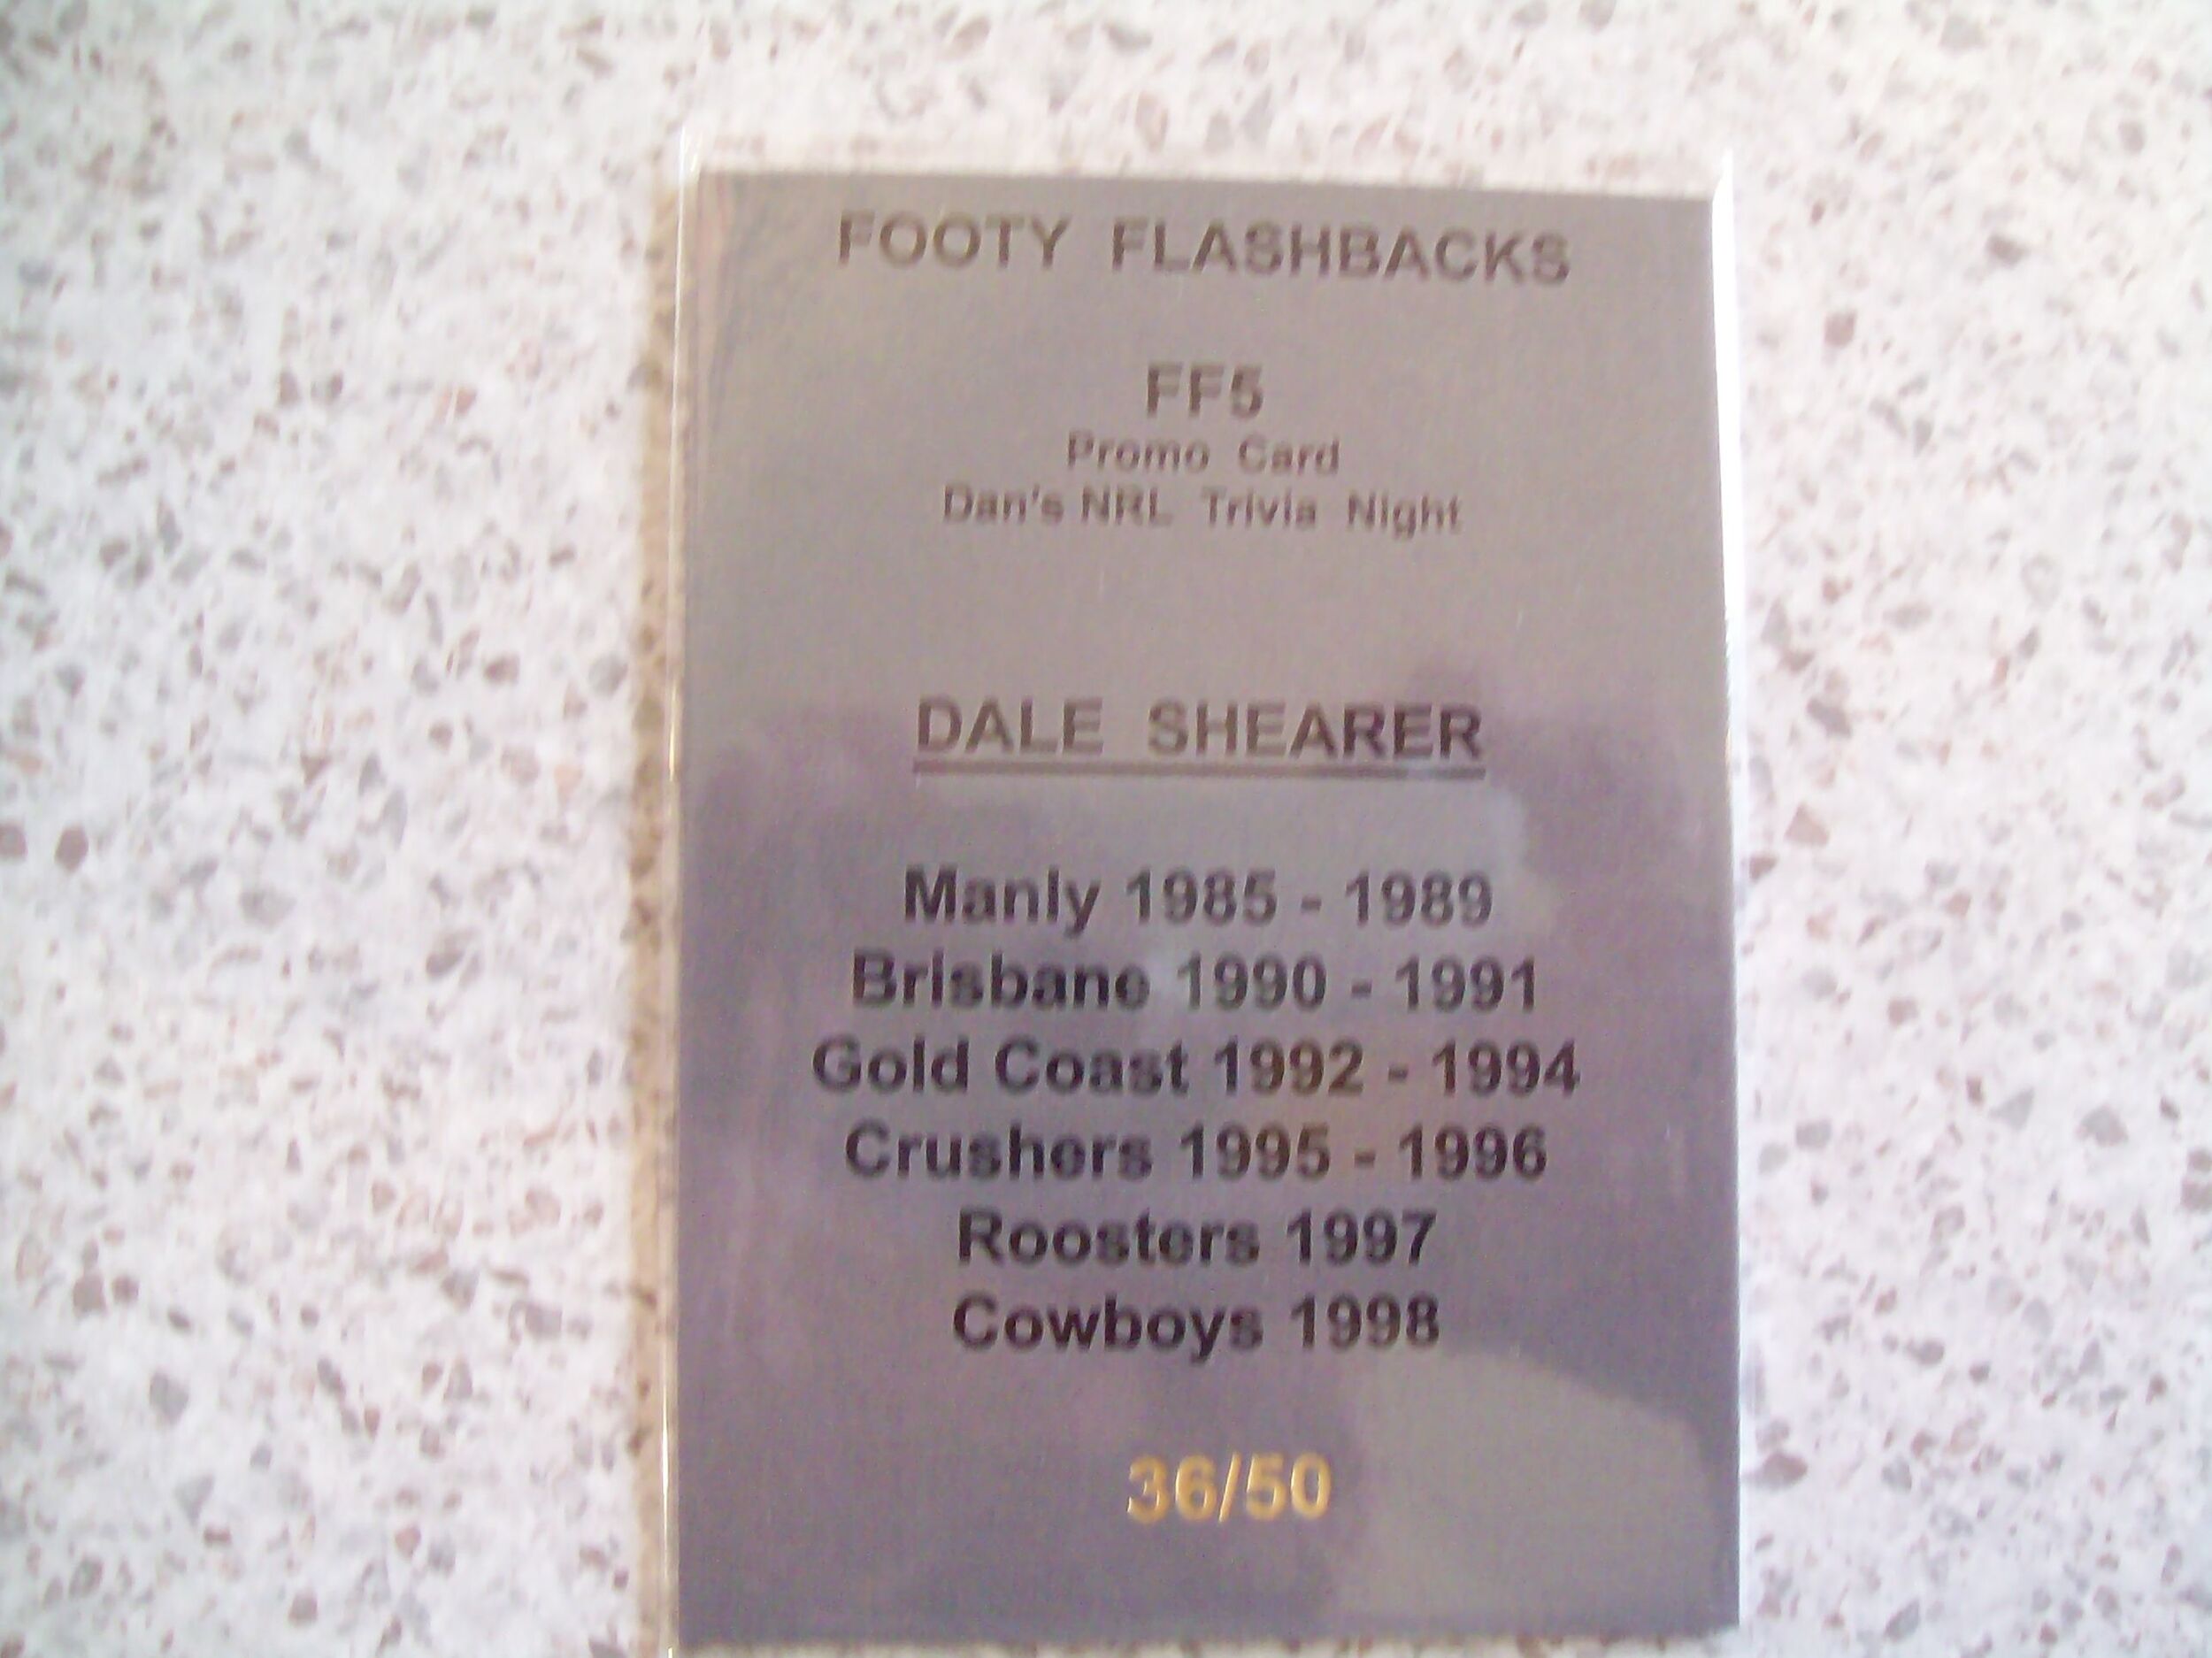 FOOTY FLASHBACKS
FF5
Promo Card
Dan's NRL Trivia Night
DALE SHEARER
Manly 1985 - 1989
Brisbane 1990 - 1991
Gold Coast 1992 - 1994
Crushers 1995 - 1996
Roosters 1997
Cowboys 1998
36/50